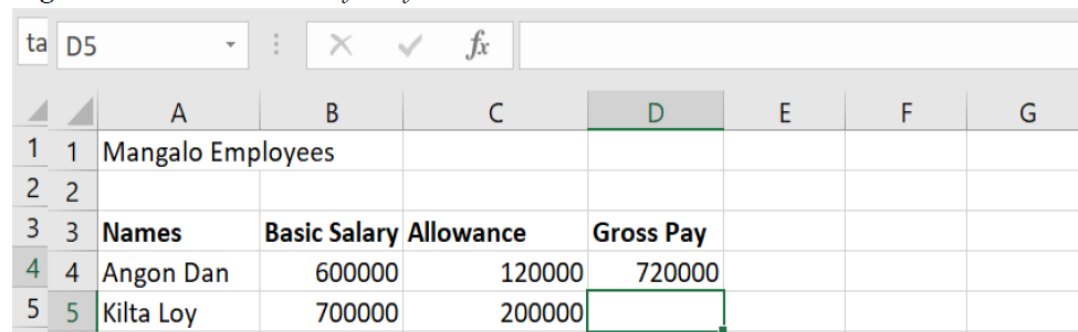 ta D5 fx
A B C D E F G
1 1 Mangalo Employees
2 2
3 3 Names Basic Salary Allowance Gross Pay
4 4 Angon Dan 600000 120000 720000
5 5 Kilta Loy 700000 200000